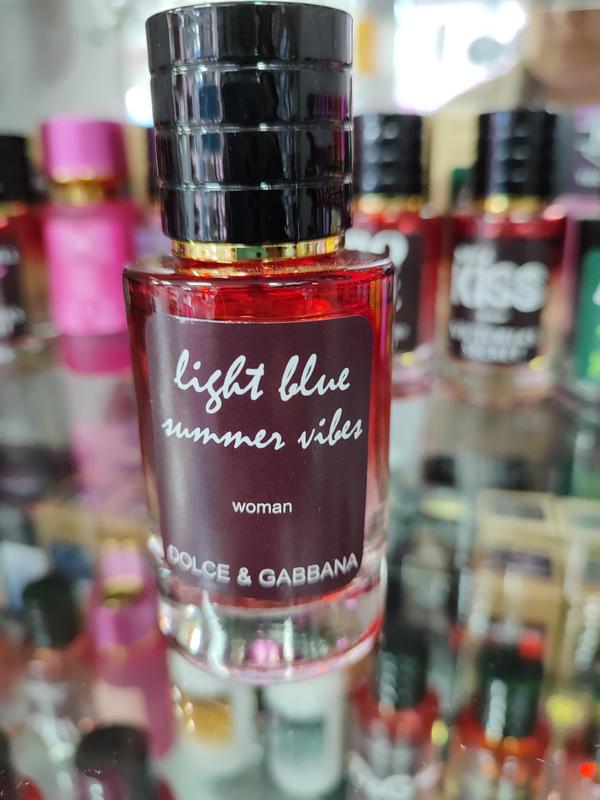 light blue
summer vibes
woman
DOLCE & GABBANA
KISS